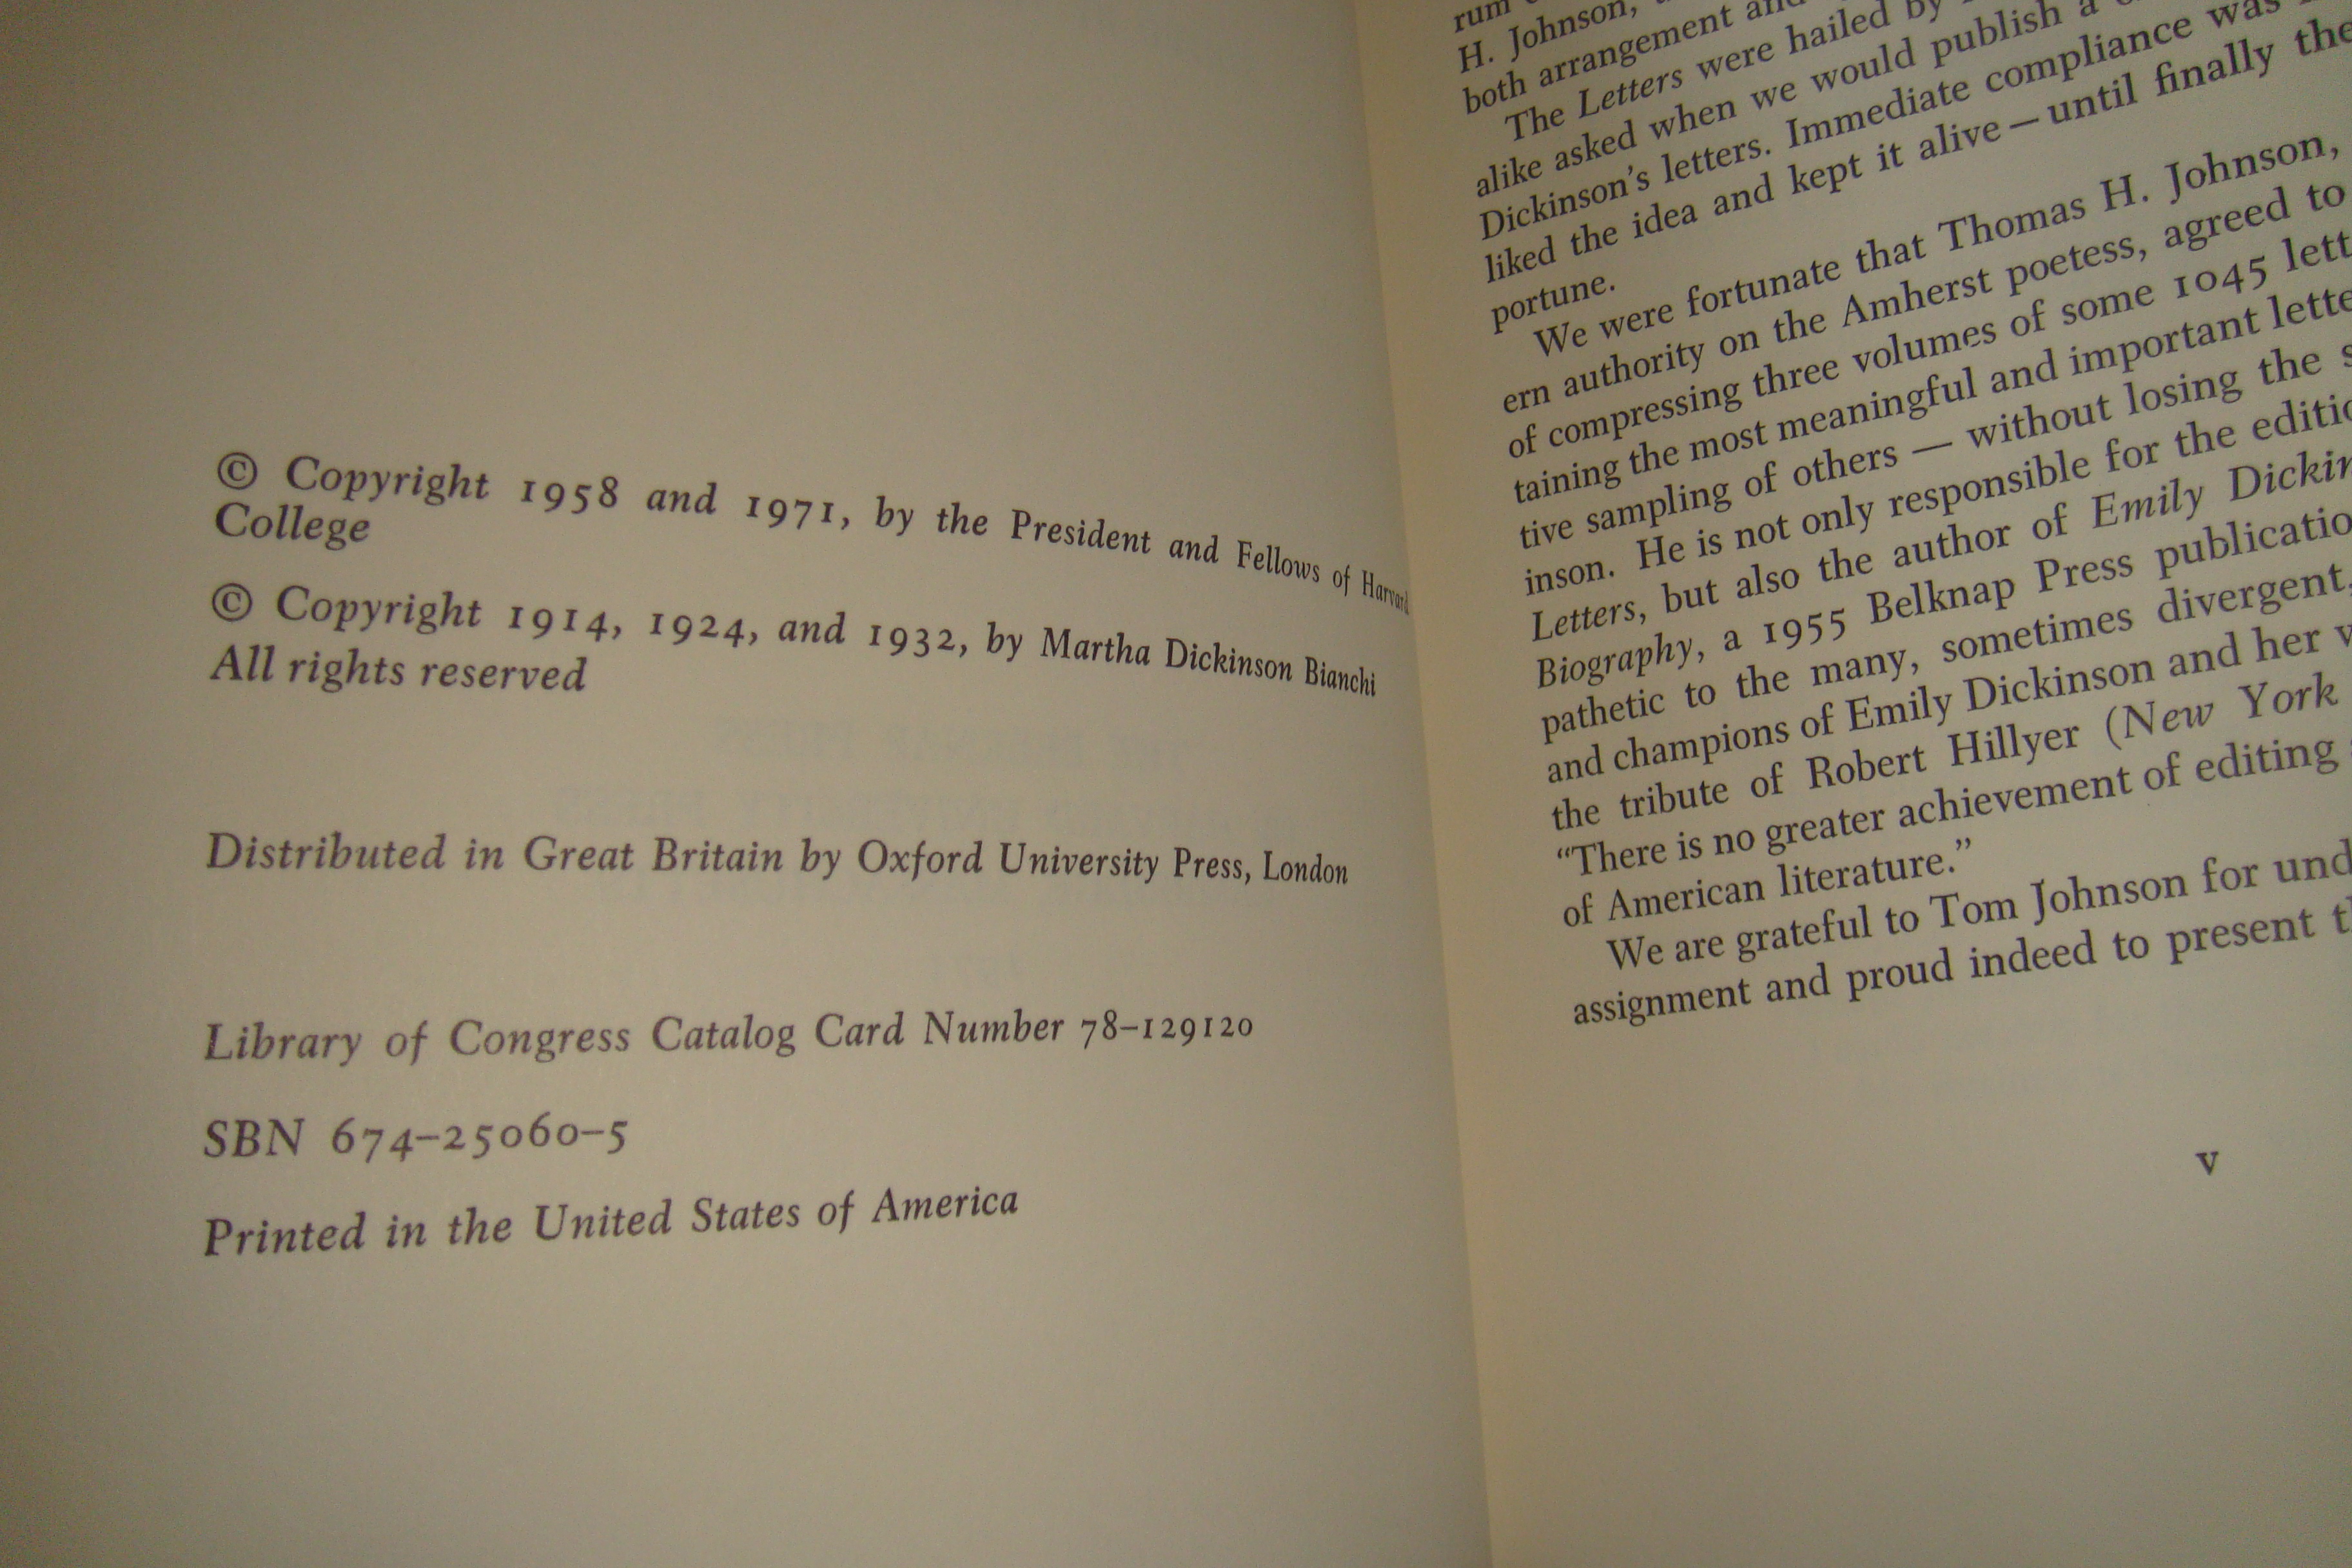 © Copyright 1958 and 1971, by the President and Fellows of Harvard
College
© Copyright 1914, 1924, and 1932, by Martha Dickinson Bianchi
All rights reserved
Distributed in Great Britain by Oxford University Press, London
Library of Congress Catalog Card Number 78–129120
SBN 674–25060–5
Printed in the United States of America
rum
H. Johnson,
both arrangement and
The Letters were hailed by
alike asked when we would publish a
Dickinson's letters. Immediate compliance was
liked the idea and kept it alive — until finally the
portune.
We were fortunate that Thomas H. Johnson,
ern authority on the Amherst poetess, agreed to
of compressing three volumes of some 1045 lett
taining the most meaningful and important lette
tive sampling of others — without losing the s
inson. He is not only responsible for the editio
Letters, but also the author of Emily Dickin
Biography, a 1955 Belknap Press publicatio
pathetic to the many, sometimes divergent,
and champions of Emily Dickinson and her v
the tribute of Robert Hillyer (New York
“There is no greater achievement of editing
of American literature.”
We are grateful to Tom Johnson for und
assignment and proud indeed to present th
v